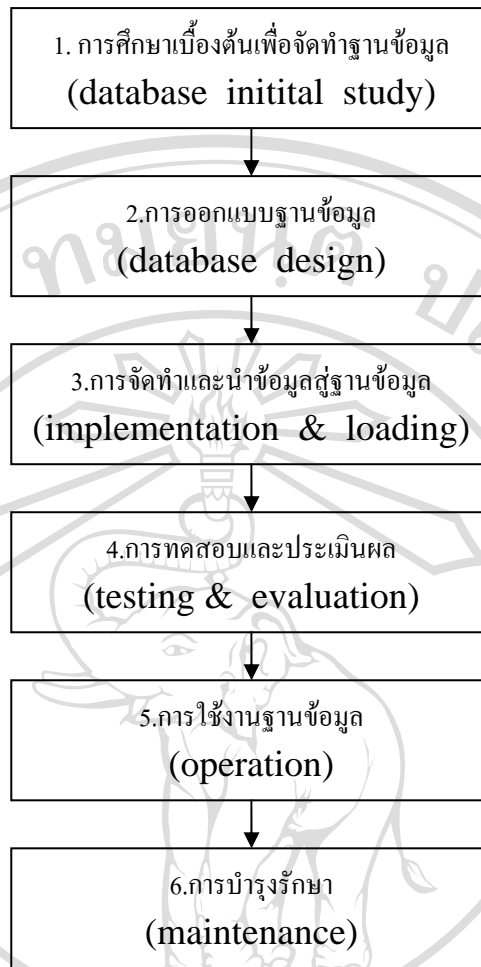 1. การศึกษาเบื้องต้นเพื่อจัดทำฐานข้อมูล
(database initital study)
2.การออกแบบฐานข้อมูล
(database design)
3.การจัดทำและนำข้อมูลสู่ฐานข้อมูล
(implementation & loading)
4.การทดสอบและประเมินผล
(testing & evaluation)
5.การใช้งานฐานข้อมูล
(operation)
6.การบำรุงรักษา
(maintenance)